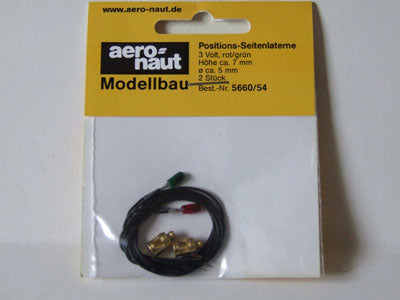 www.aero-naut.de
aero-
naut
Modellbau
Positions-Seitenlaterne
3 Volt, rot/grün
Höhe ca. 7 mm
ø ca. 5 mm
2 Stück
Best.-Nr. 5660/54